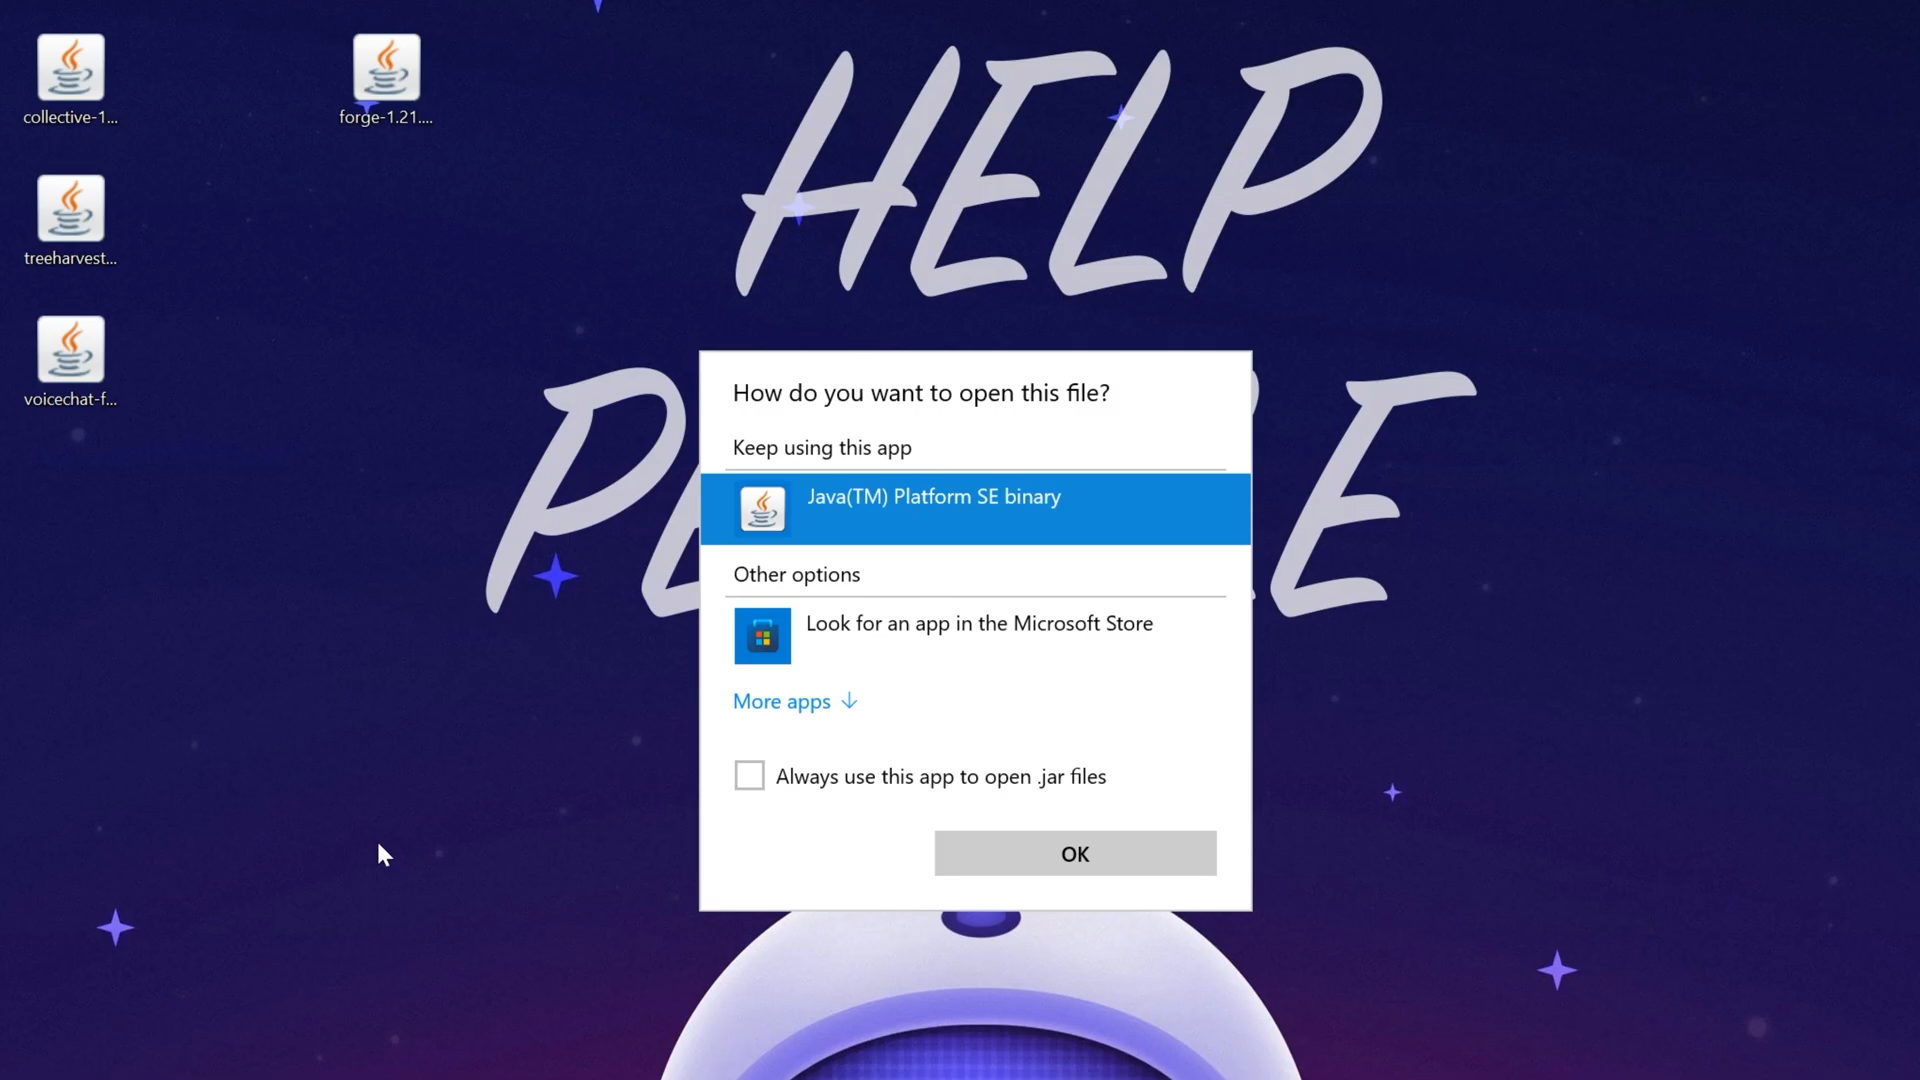 collective-1...
forge-1.21....
treeharvest...
voicechat-f...
HELP
How do you want to open this file?
Keep using this app
Java(TM) Platform SE binary
Other options
Look for an app in the Microsoft Store
More apps
Always use this app to open .jar files
OK